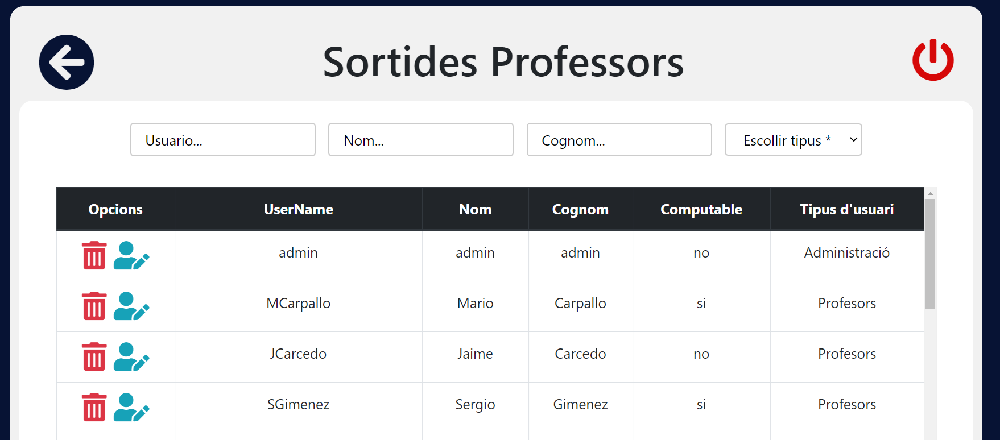 Sortides Professors
Usuario... Nom... Cognom... Escollir tipus *
Opcions UserName Nom Cognom Computable Tipus d'usuari
admin admin admin no Administració
MCarpallo Mario Carpallo si Profesors
JCarcedo Jaime Carcedo no Profesors
SGimenez Sergio Gimenez si Profesors